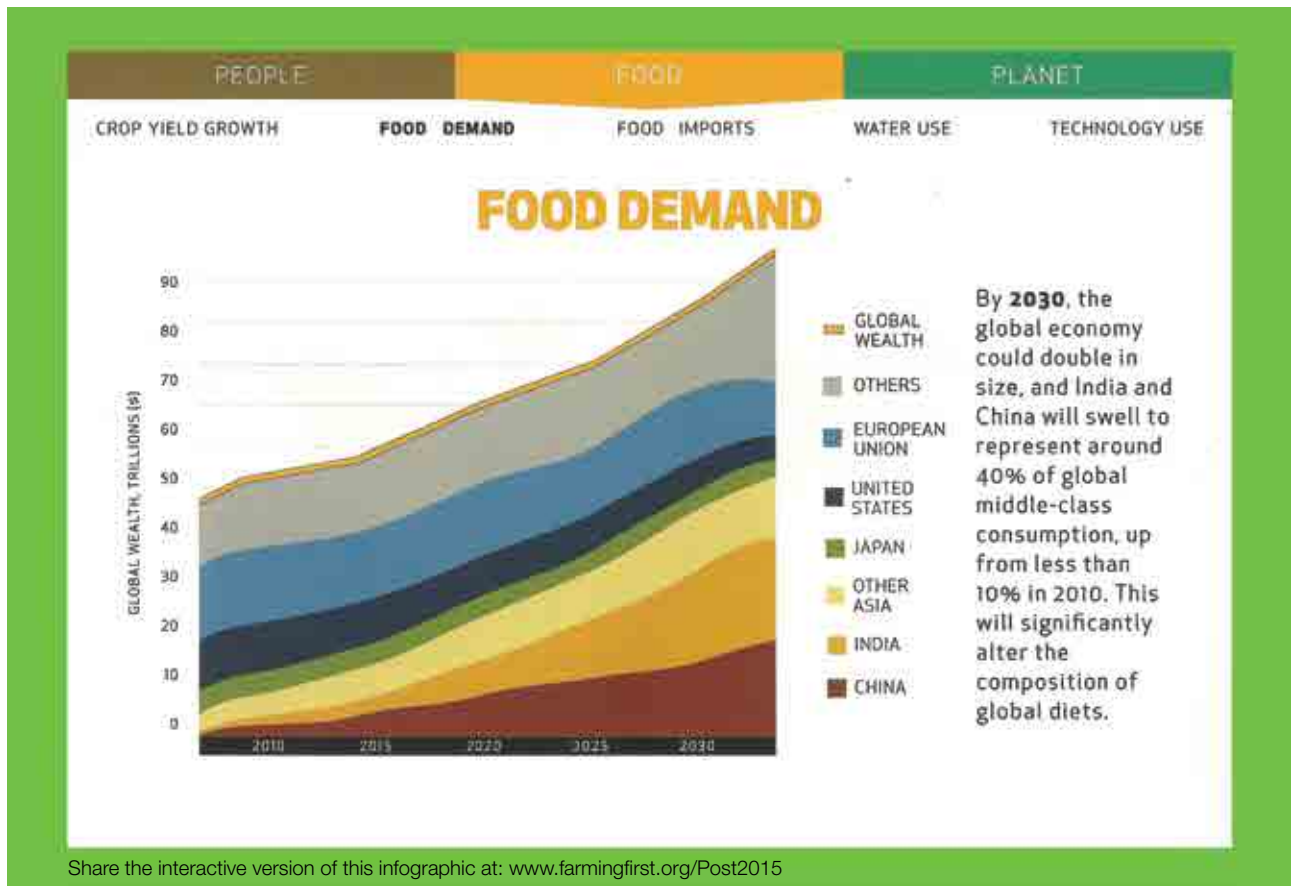 PEOPLE
FOOD
PLANET
CROP YIELD GROWTH
FOOD DEMAND
FOOD IMPORTS
WATER USE
TECHNOLOGY USE
FOOD DEMAND
GLOBAL WEALTH, TRILLIONS ($)
90
80
70
60
50
40
30
20
10
0
2010
2015
2020
2025
2030
GLOBAL
WEALTH
OTHERS
EUROPEAN
UNION
UNITED
STATES
JAPAN
OTHER
ASIA
INDIA
CHINA
By 2030, the
global economy
could double in
size, and India and
China will swell to
represent around
40% of global
middle-class
consumption, up
from less than
10% in 2010. This
will significantly
alter the
composition of
global diets.
Share the interactive version of this infographic at: www.farmingfirst.org/Post2015